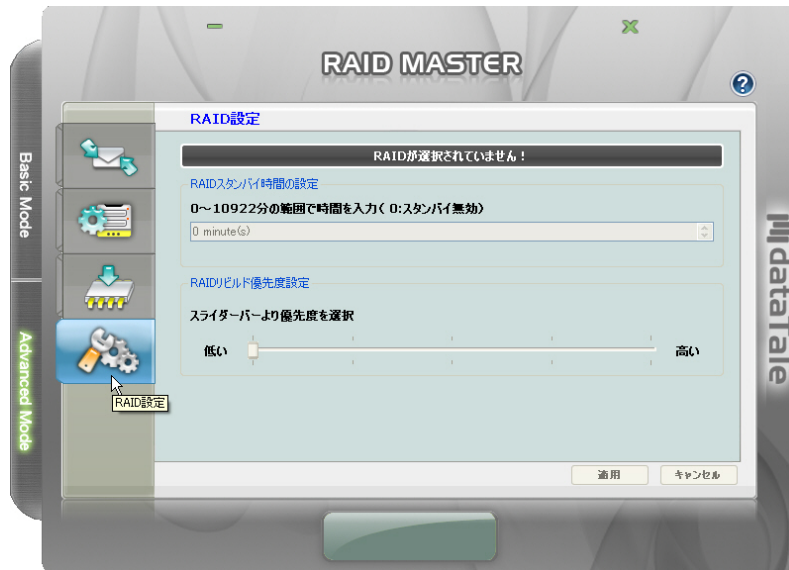 RAID MASTER
RAID設定
RAIDが選択されていません！
RAIDスタンバイ時間の設定
0～10922分の範囲で時間を入力( 0:スタンバイ無効)
0 minute(s)
RAIDリビルド優先度設定
スライダーバーより優先度を選択
低い 高い
RAID設定
適用 キャンセル
Basic Mode
Advanced Mode
dataTale